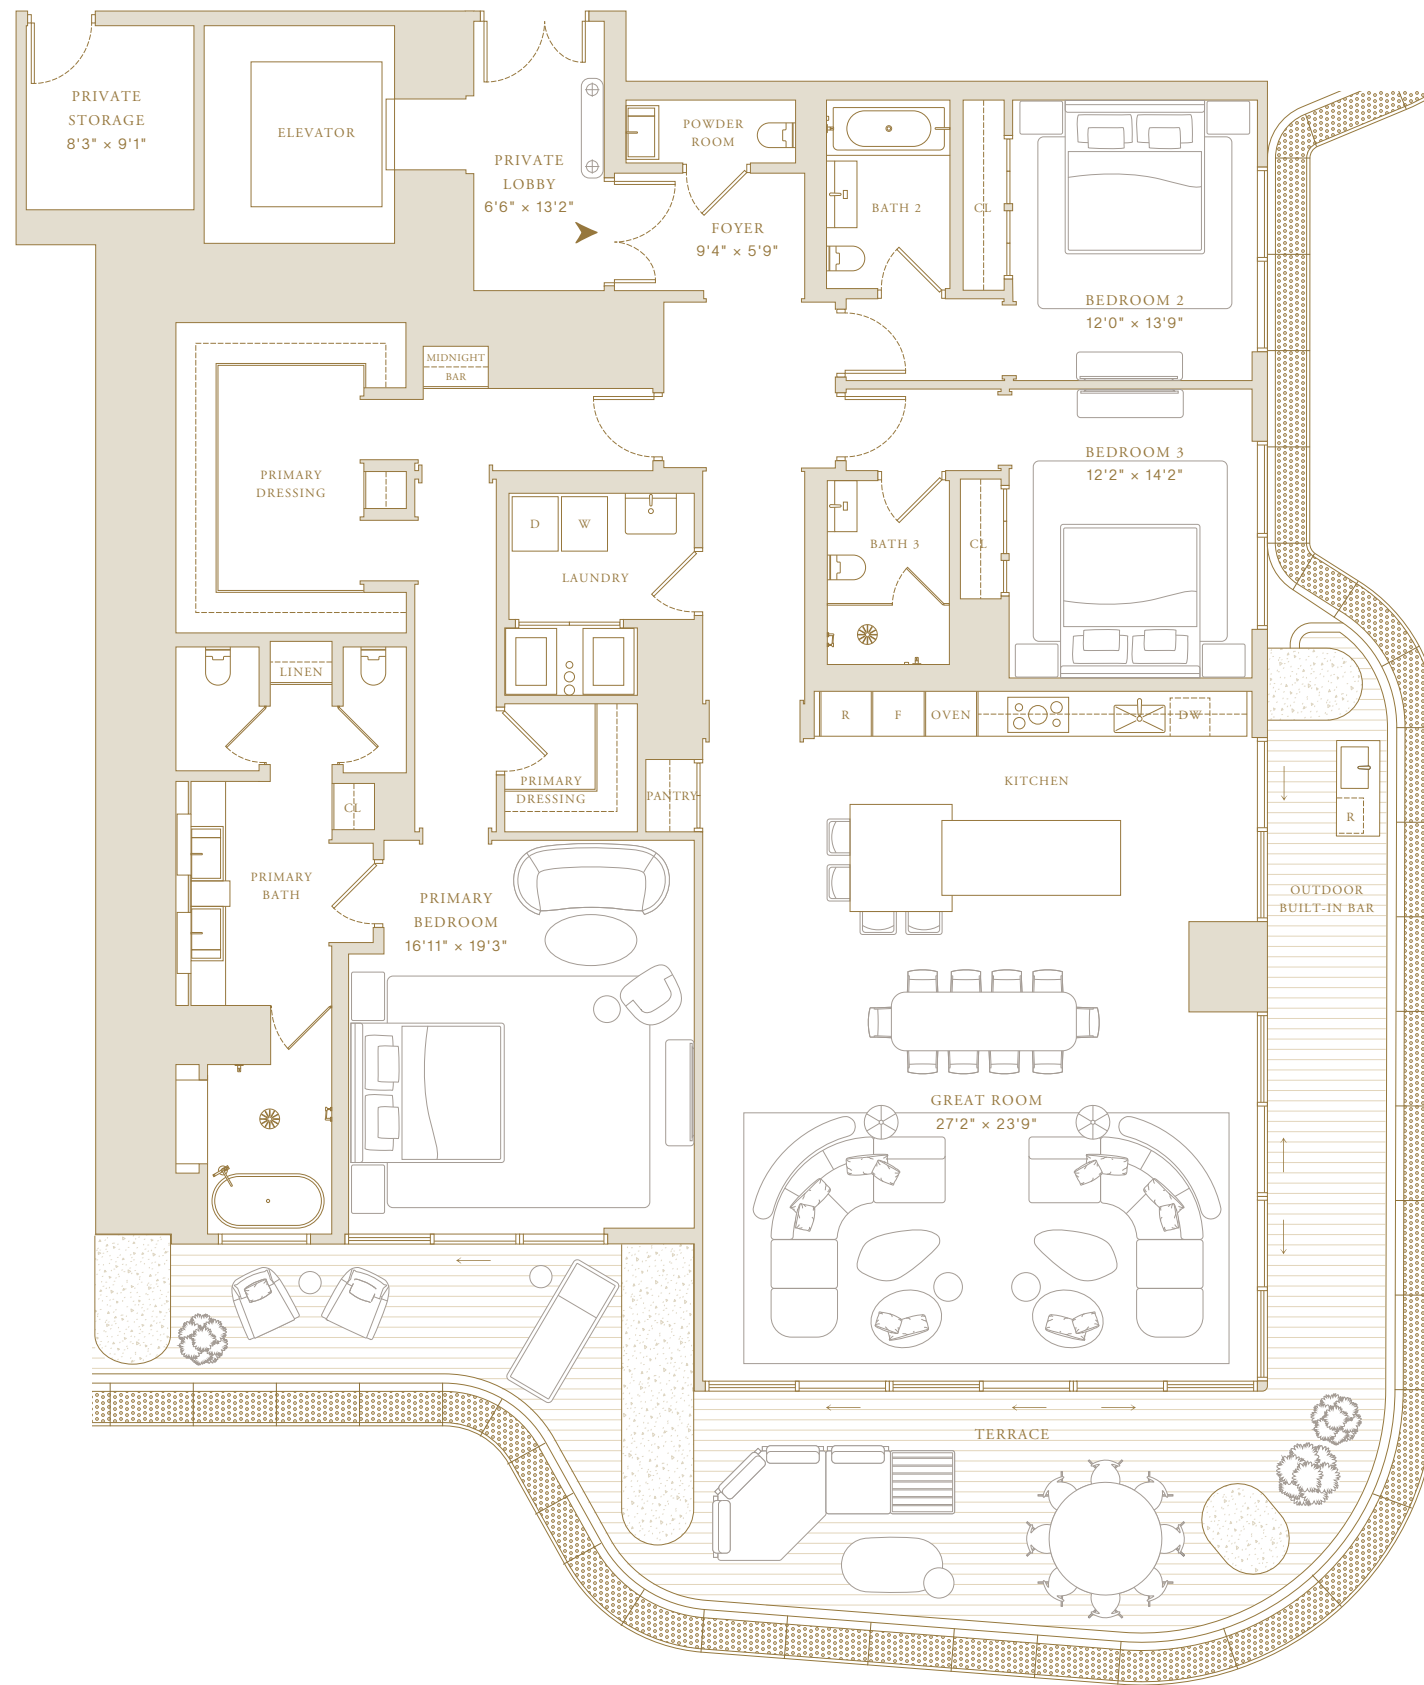 PRIVATE
STORAGE
8'3" × 9'1"
ELEVATOR
PRIVATE
LOBBY
6'6" × 13'2"
POWDER
ROOM
FOYER
9'4" × 5'9"
BATH 2
CL
BEDROOM 2
12'0" × 13'9"
MIDNIGHT
BAR
PRIMARY
DRESSING
D
W
LAUNDRY
BEDROOM 3
12'2" × 14'2"
BATH 3
CL
LINEN
R
F
OVEN
DW
PRIMARY
DRESSING
PANTRY
KITCHEN
CL
R
PRIMARY
BATH
PRIMARY
BEDROOM
16'11" × 19'3"
OUTDOOR
BUILT-IN BAR
GREAT ROOM
27'2" × 23'9"
TERRACE